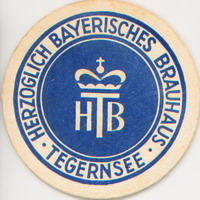 · HERZOGLICH BAYERISCHES BRAUHAUS ·
TEGERNSEE
HTB